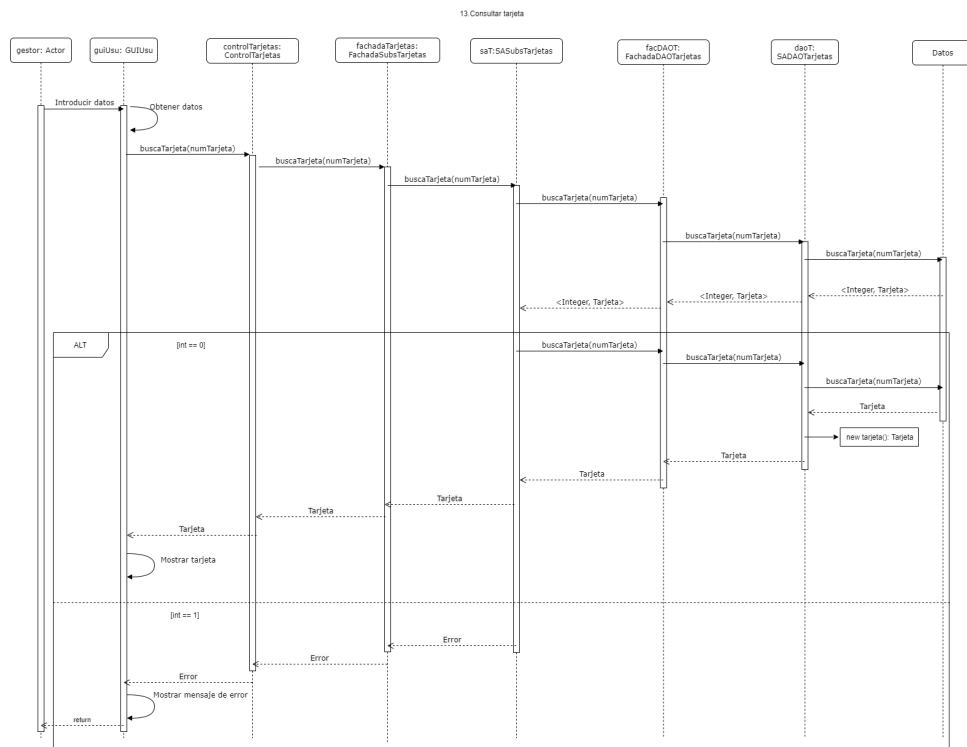 13.Consultar tarjeta
gestor: Actor
guiUsu: GUIUsu
controlTarjetas:
ControlTarjetas
fachadaTarjetas:
FachadaSubsTarjetas
saT:SASubsTarjetas
facDAOT:
FachadaDAOTarjetas
daoT:
SADAOTarjetas
Datos
Introducir datos
Obtener datos
buscaTarjeta(numTarjeta)
buscaTarjeta(numTarjeta)
buscaTarjeta(numTarjeta)
buscaTarjeta(numTarjeta)
buscaTarjeta(numTarjeta)
buscaTarjeta(numTarjeta)
<Integer, Tarjeta>
<Integer, Tarjeta>
<Integer, Tarjeta>
ALT
[int == 0]
buscaTarjeta(numTarjeta)
buscaTarjeta(numTarjeta)
buscaTarjeta(numTarjeta)
Tarjeta
new tarjeta(): Tarjeta
Tarjeta
Tarjeta
Tarjeta
Tarjeta
Tarjeta
Mostrar tarjeta
[int == 1]
Error
Error
Error
Mostrar mensaje de error
return